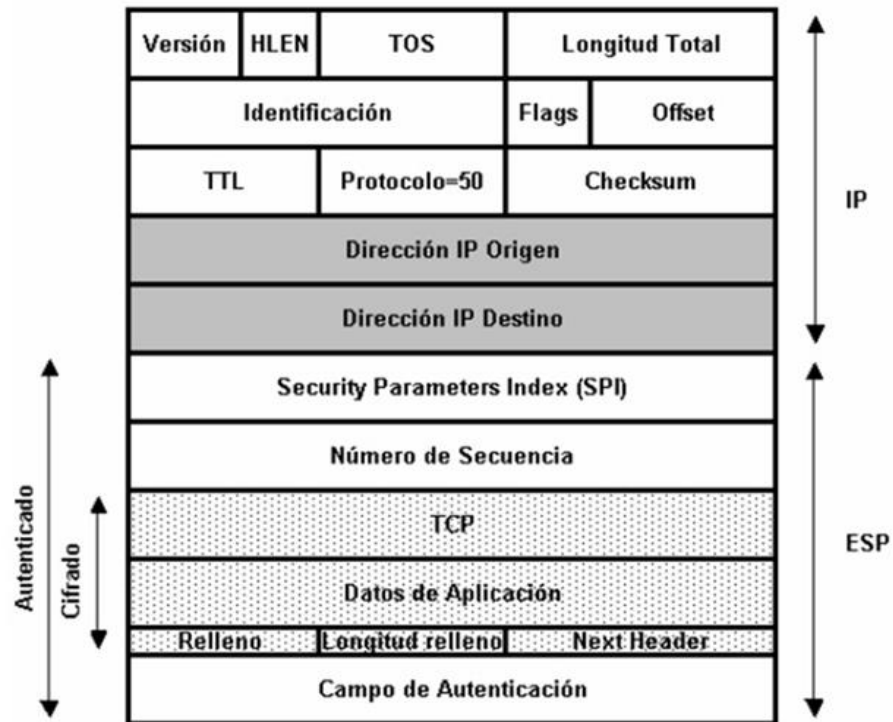 Versión HLEN TOS Longitud Total
Identificación Flags Offset
TTL Protocolo=50 Checksum
IP
Dirección IP Origen
Dirección IP Destino
Security Parameters Index (SPI)
Número de Secuencia
Autenticado
Cifrado
TCP
ESP
Datos de Aplicación
Relleno Longitud relleno Next Header
Campo de Autenticación